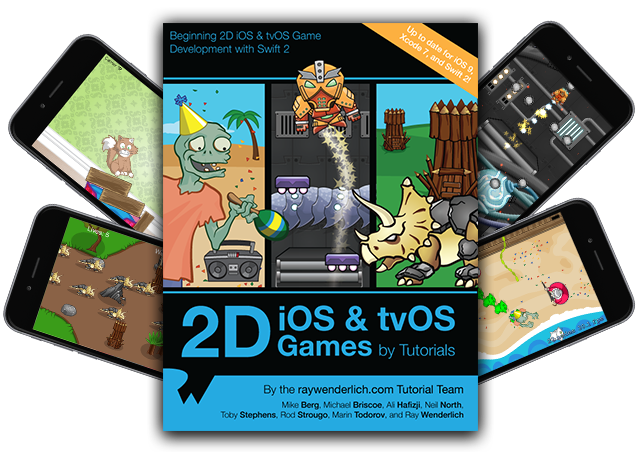 Beginning 2D iOS & tvOS Game
Development with Swift 2
Up to date for iOS 9,
Xcode 7, and Swift 2!
2D iOS & tvOS
Games by Tutorials
By the raywenderlich.com Tutorial Team
Mike Berg, Michael Briscoe, Ali Hafizji, Neil North,
Toby Stephens, Rod Strougo, Marin Todorov, and Ray Wenderlich
Lives: 5